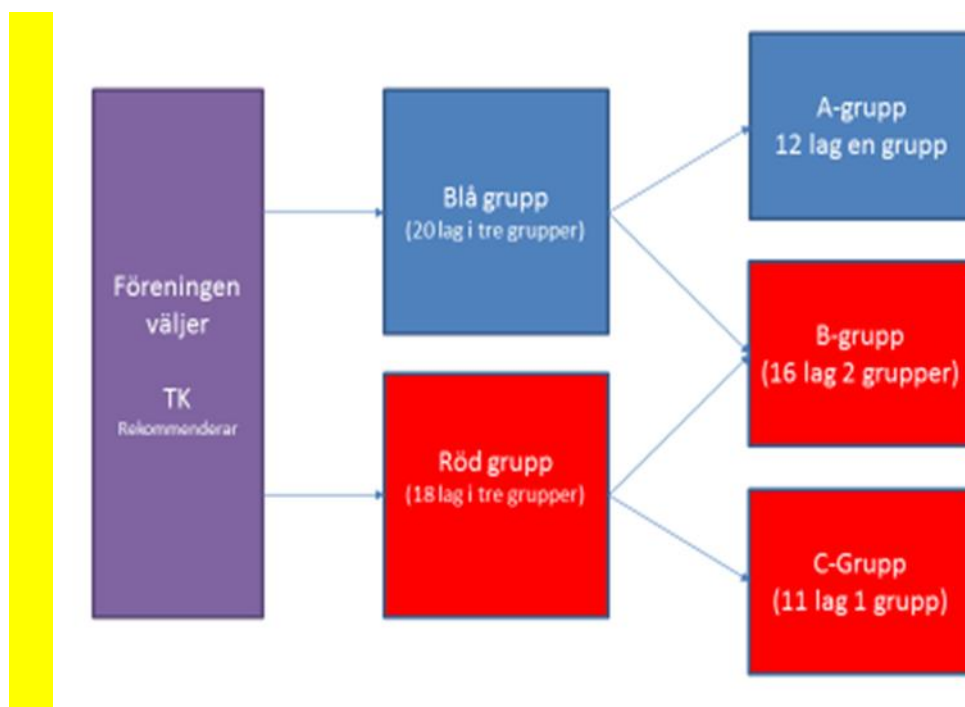 Föreningen
väljer
TK
Rekommenderar
Blå grupp
(20 lag i tre grupper)
Röd grupp
(18 lag i tre grupper)
A-grupp
12 lag en grupp
B-grupp
(16 lag 2 grupper)
C-Grupp
(11 lag 1 grupp)